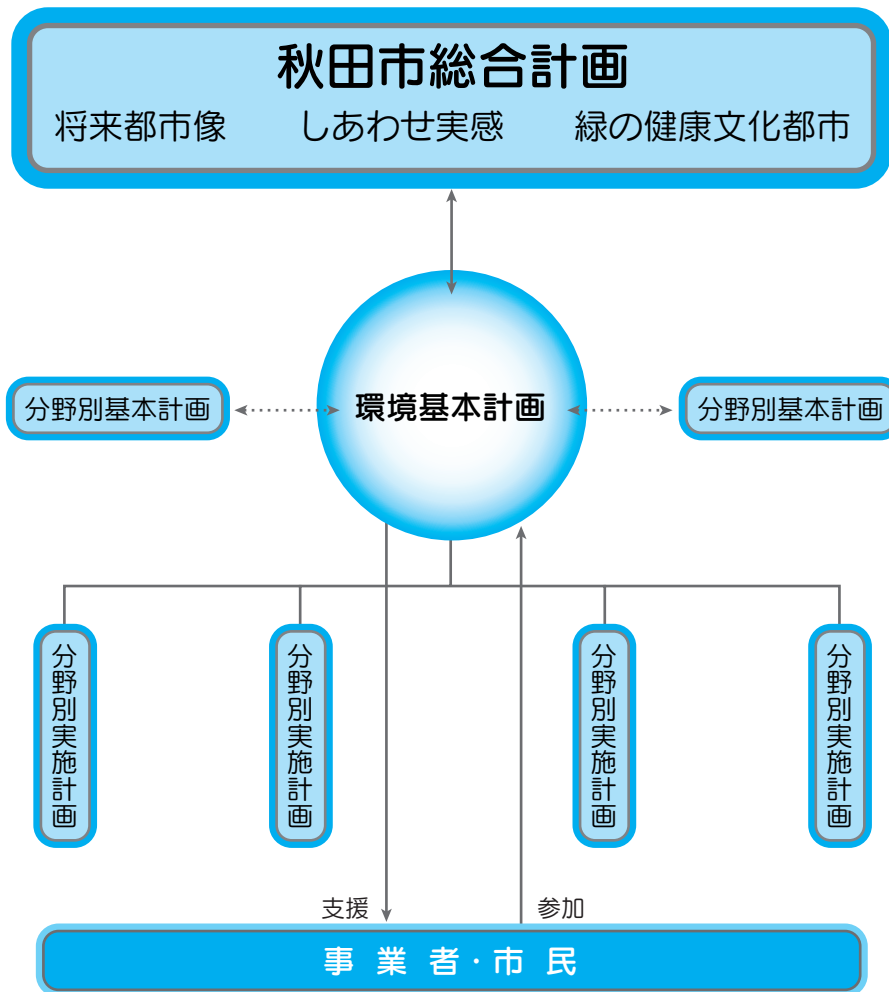 秋田市総合計画
将来都市像 しあわせ実感 緑の健康文化都市
分野別基本計画
環境基本計画
分野別基本計画
分野別実施計画
分野別実施計画
分野別実施計画
分野別実施計画
支援
参加
事業者・市民